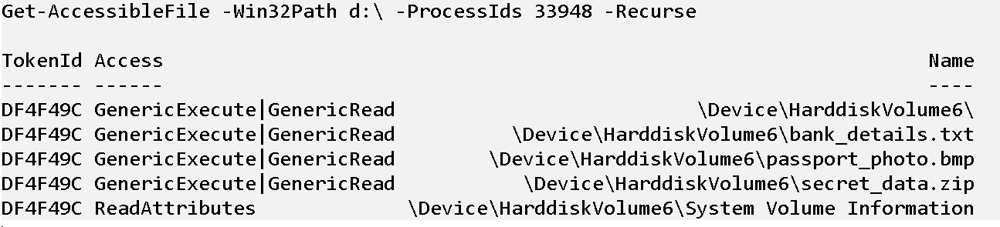 Get-AccessibleFile -Win32Path d:\ -ProcessIds 33948 -Recurse
TokenId Access Name
------- ------ ----
DF4F49C GenericExecute|GenericRead \Device\HarddiskVolume6\
DF4F49C GenericExecute|GenericRead \Device\HarddiskVolume6\bank_details.txt
DF4F49C GenericExecute|GenericRead \Device\HarddiskVolume6\passport_photo.bmp
DF4F49C GenericExecute|GenericRead \Device\HarddiskVolume6\secret_data.zip
DF4F49C ReadAttributes \Device\HarddiskVolume6\System Volume Information